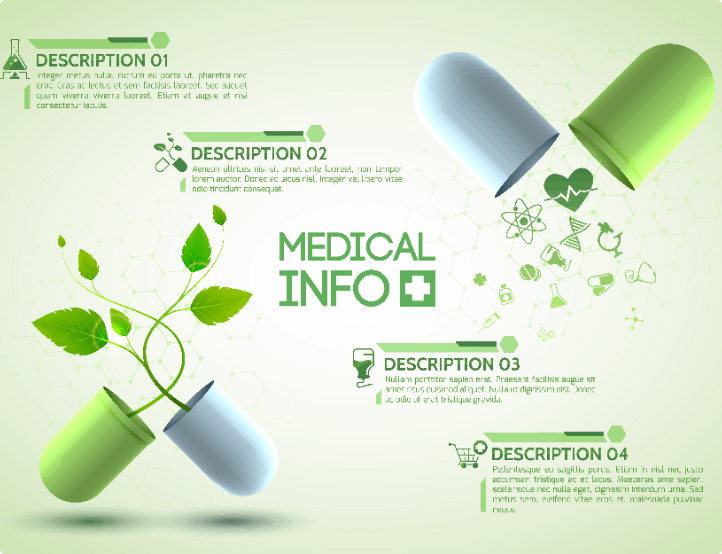 DESCRIPTION 01
Integer metus nulla, rutrum eu porta ut, pharetra nec
erat. Cras ac lectus et sem facilisis laoreet. Sed aliquet
quam viverra viverra laoreet. Etiam at augue et nisi
consectetur iaculis.
DESCRIPTION 02
Aenean ultrices nisi sit amet ante laoreet, non tempor
lorem auctor. Donec ac lacus nisl. Integer vel libero vitae
odio tincidunt consequat.
MEDICAL
INFO
DESCRIPTION 03
Nullam porttitor sapien erat. Praesent facilisis augue sit
amet risus euismod aliquet. Nulla ut dignissim nisl. Donec
ac odio ut erat tristique gravida.
DESCRIPTION 04
Pellentesque eu sagittis purus. Etiam in nisl nec justo
accumsan tristique ac et lacus. Maecenas ante sapien,
scelerisque nec nulla eget, dignissim interdum urna. Sed
metus sem, eleifend vitae eros et, malesuada pulvinar
neque.